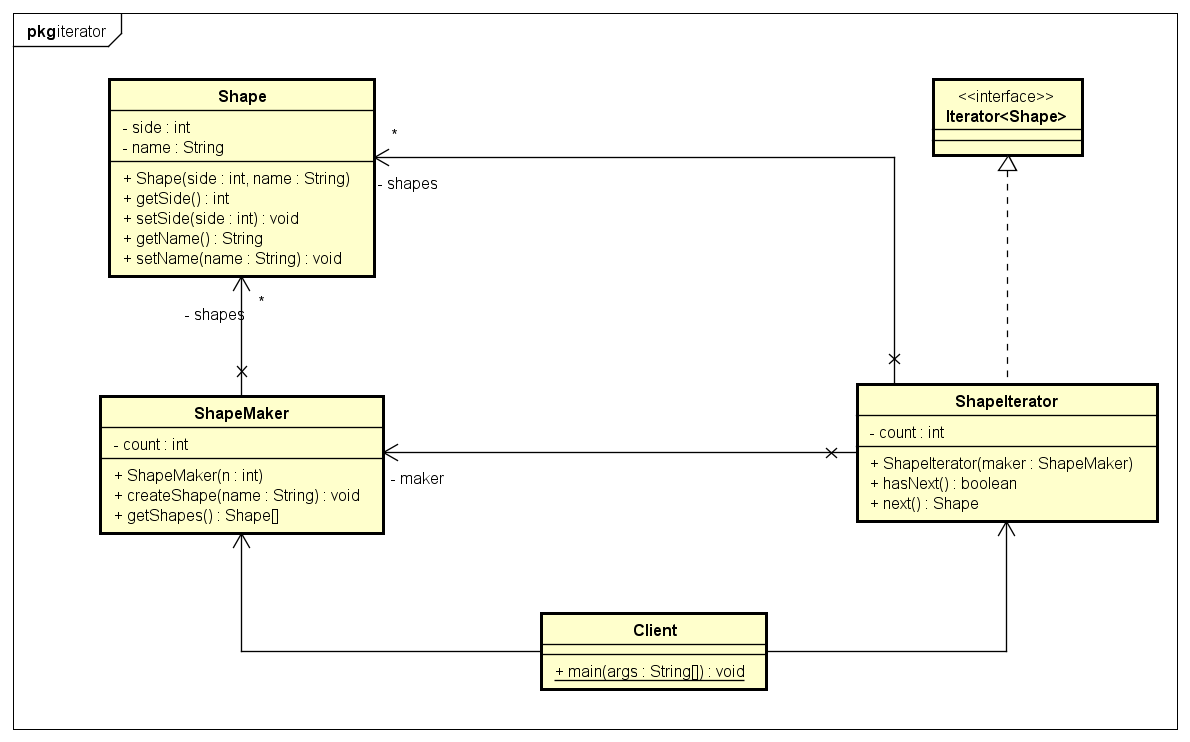 pkg iterator
Shape
- side : int
- name : String
+ Shape(side : int, name : String)
+ getSide() : int
+ setSide(side : int) : void
+ getName() : String
+ setName(name : String) : void
*
- shapes
<<interface>>
Iterator<Shape>
*
- shapes
ShapeMaker
- count : int
+ ShapeMaker(n : int)
+ createShape(name : String) : void
+ getShapes() : Shape[]
- maker
ShapeIterator
- count : int
+ ShapeIterator(maker : ShapeMaker)
+ hasNext() : boolean
+ next() : Shape
Client
+ main(args : String[]) : void